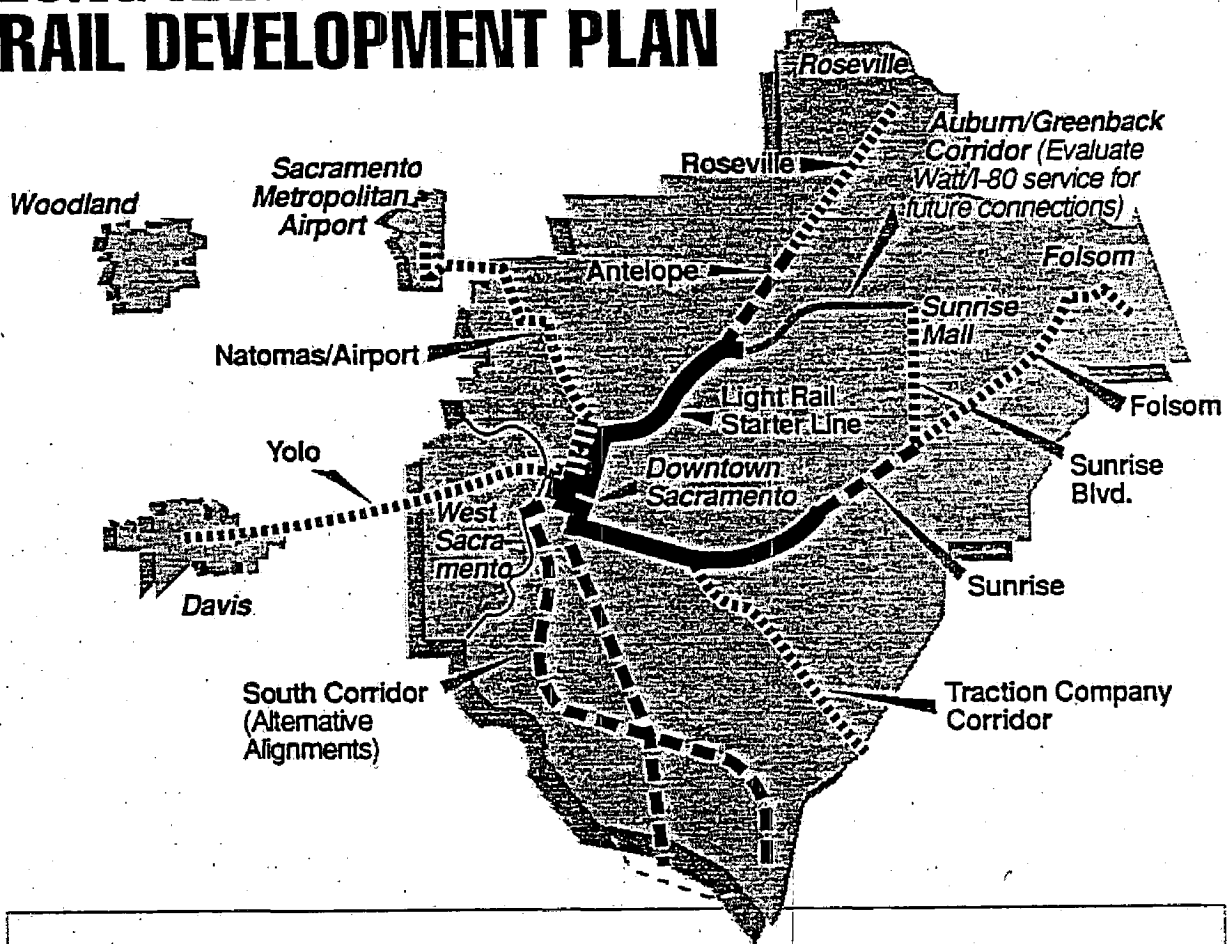 RAIL DEVELOPMENT PLAN
Roseville
Auburn/Greenback
Corridor (Evaluate
Watt/I-80 service for
future connections)
Roseville
Sacramento
Metropolitan
Airport
Woodland
Folsom
Antelope
Sunrise
Mall
Natomas/Airport
Light Rail
Starter Line
Folsom
Yolo
Downtown
Sacramento
Sunrise
Blvd.
West
Sacra-
mento
Sunrise
Davis
South Corridor
(Alternative
Alignments)
Traction Company
Corridor